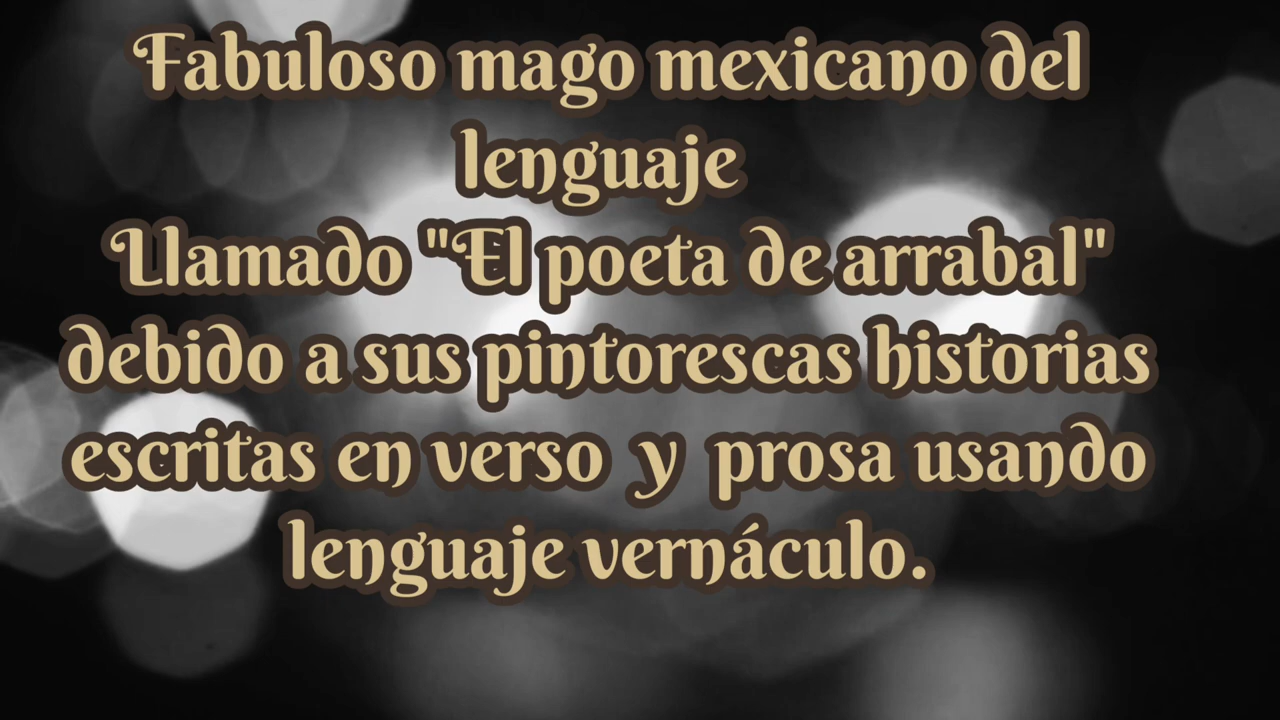 Fabuloso mago mexicano del
lenguaje
Llamado "El poeta de arrabal"
debido a sus pintorescas historias
escritas en verso y prosa usando
lenguaje vernáculo.